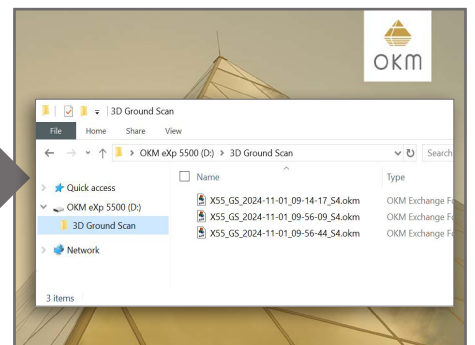 OKM
3D Ground Scan
File Home Share View
OKM eXp 5500 (D:) > 3D Ground Scan
Search
Name Type
Quick access
OKM eXp 5500 (D:)
3D Ground Scan
Network
X55_GS_2024-11-01_09-14-17_S4.okm OKM Exchange Fo
X55_GS_2024-11-01_09-56-09_S4.okm OKM Exchange Fo
X55_GS_2024-11-01_09-56-44_S4.okm OKM Exchange Fo
3 items